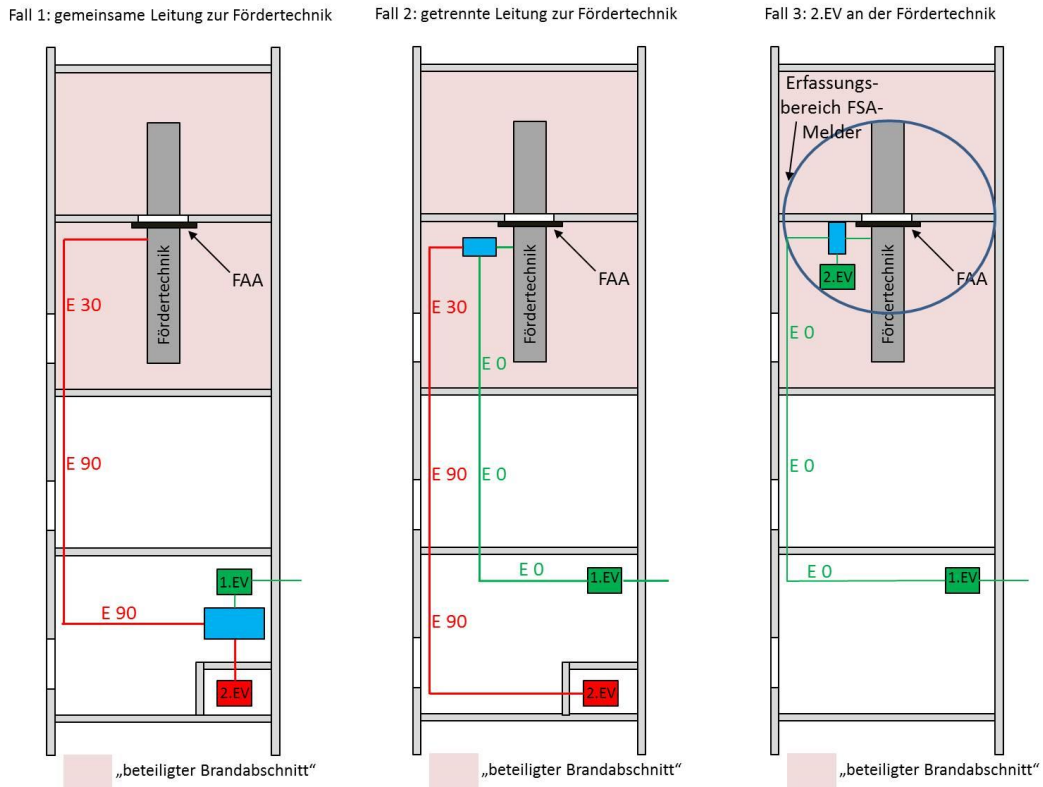 Fall 1: gemeinsame Leitung zur Fördertechnik
Fördertechnik
FAA
E 30
E 90
1.EV
E 90
2.EV
„beteiligter Brandabschnitt“
Fall 2: getrennte Leitung zur Fördertechnik
Fördertechnik
FAA
E 30
E 0
E 90
E 0
E 0
1.EV
E 90
2.EV
„beteiligter Brandabschnitt“
Fall 3: 2.EV an der Fördertechnik
Erfassungs-
bereich FSA-
Melder
Fördertechnik
2.EV
FAA
E 0
E 0
E 0
1.EV
„beteiligter Brandabschnitt“